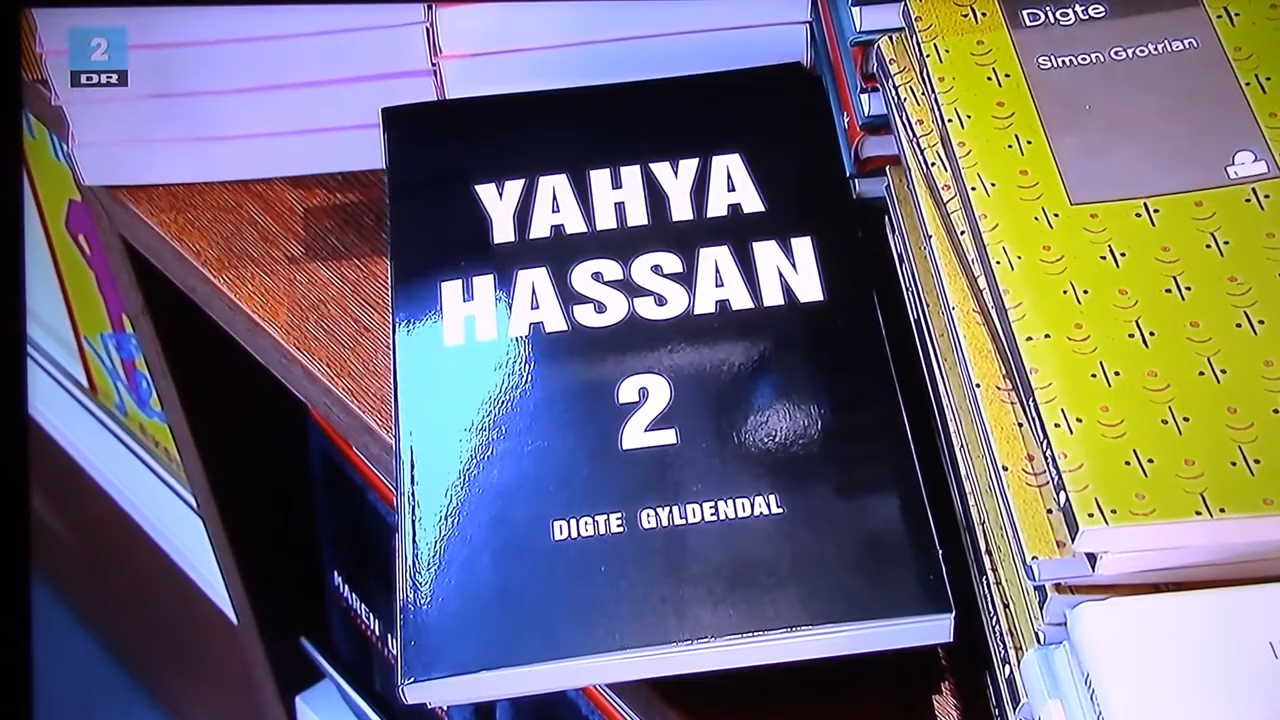 2
DR
Digte
Simon Grotrian
YAHYA
HASSAN
2
DIGTE GYLDENDAL